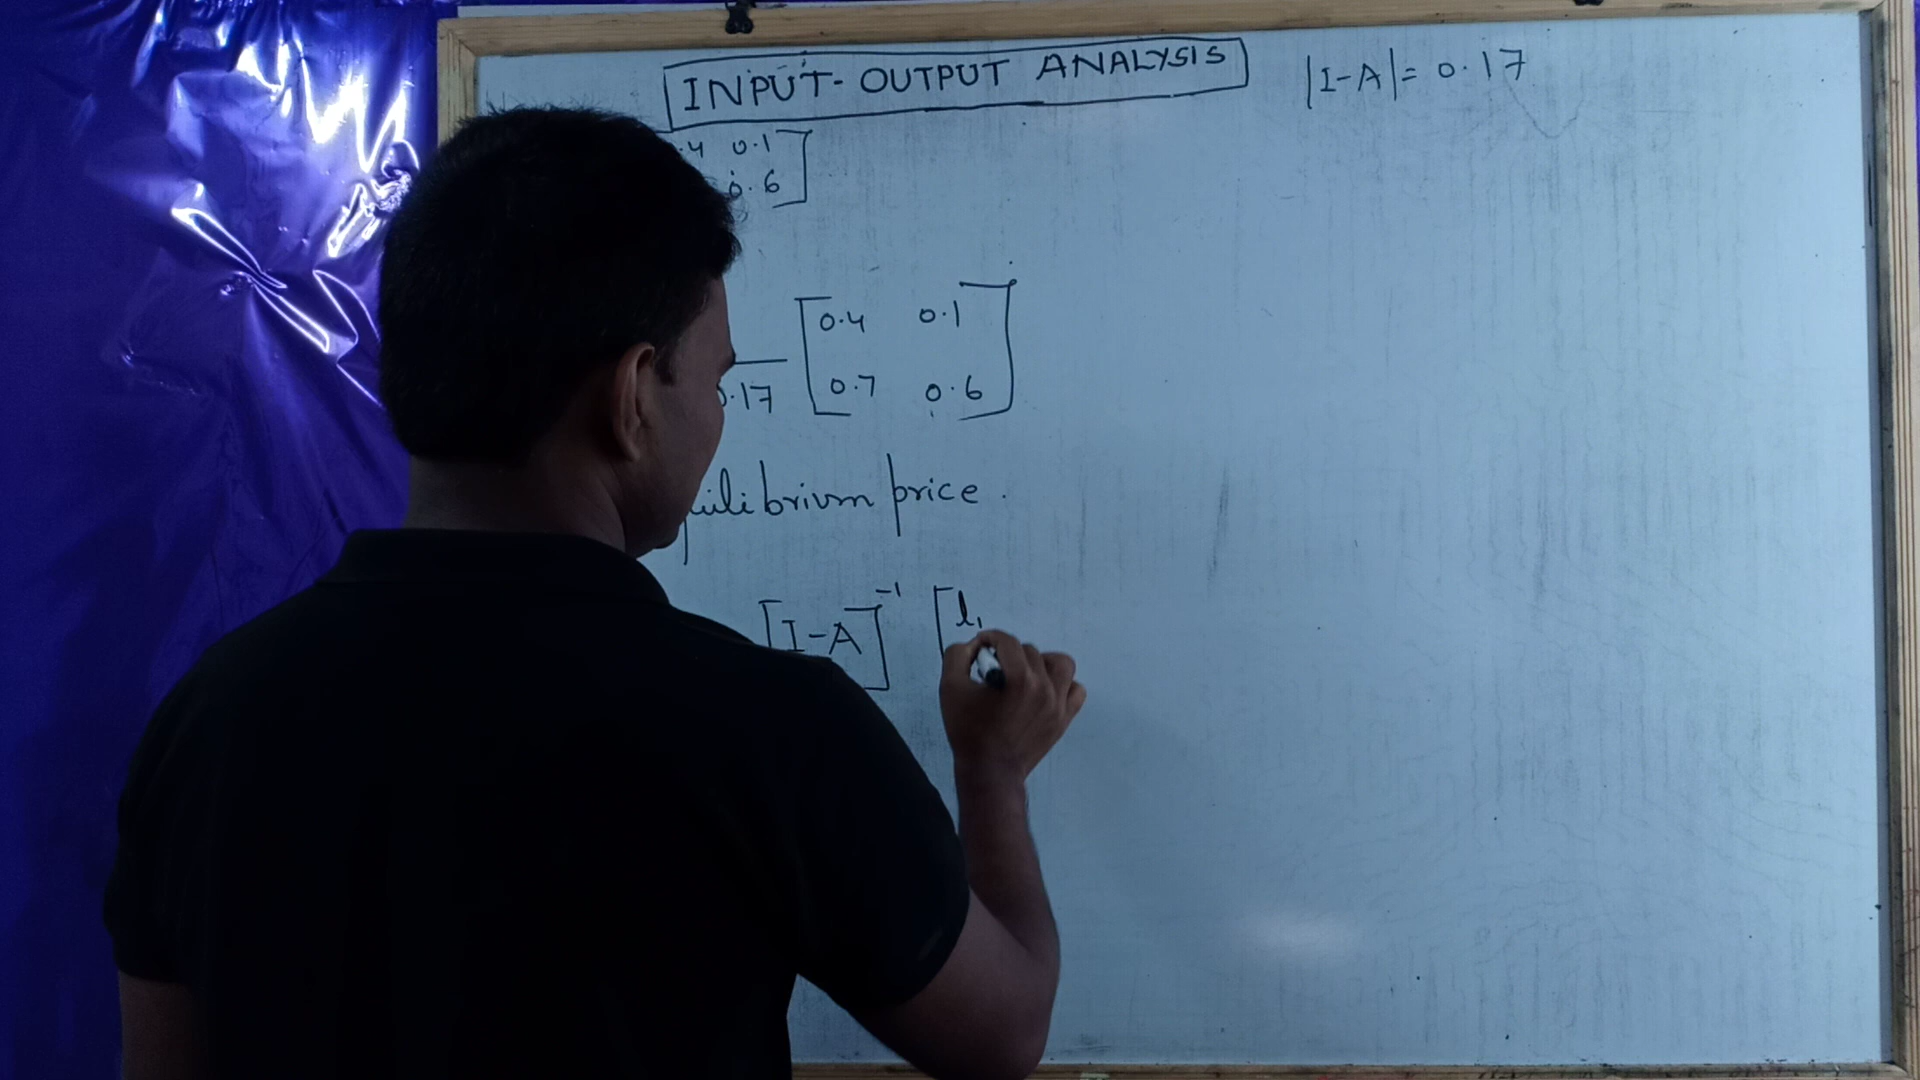 INPUT-OUTPUT ANALYSIS
|I-A| = 0.17
.4 0.1
0.6
0.17 [0.4 0.1
0.7 0.6]
uilibrium price.
[I-A]⁻¹ [l₁